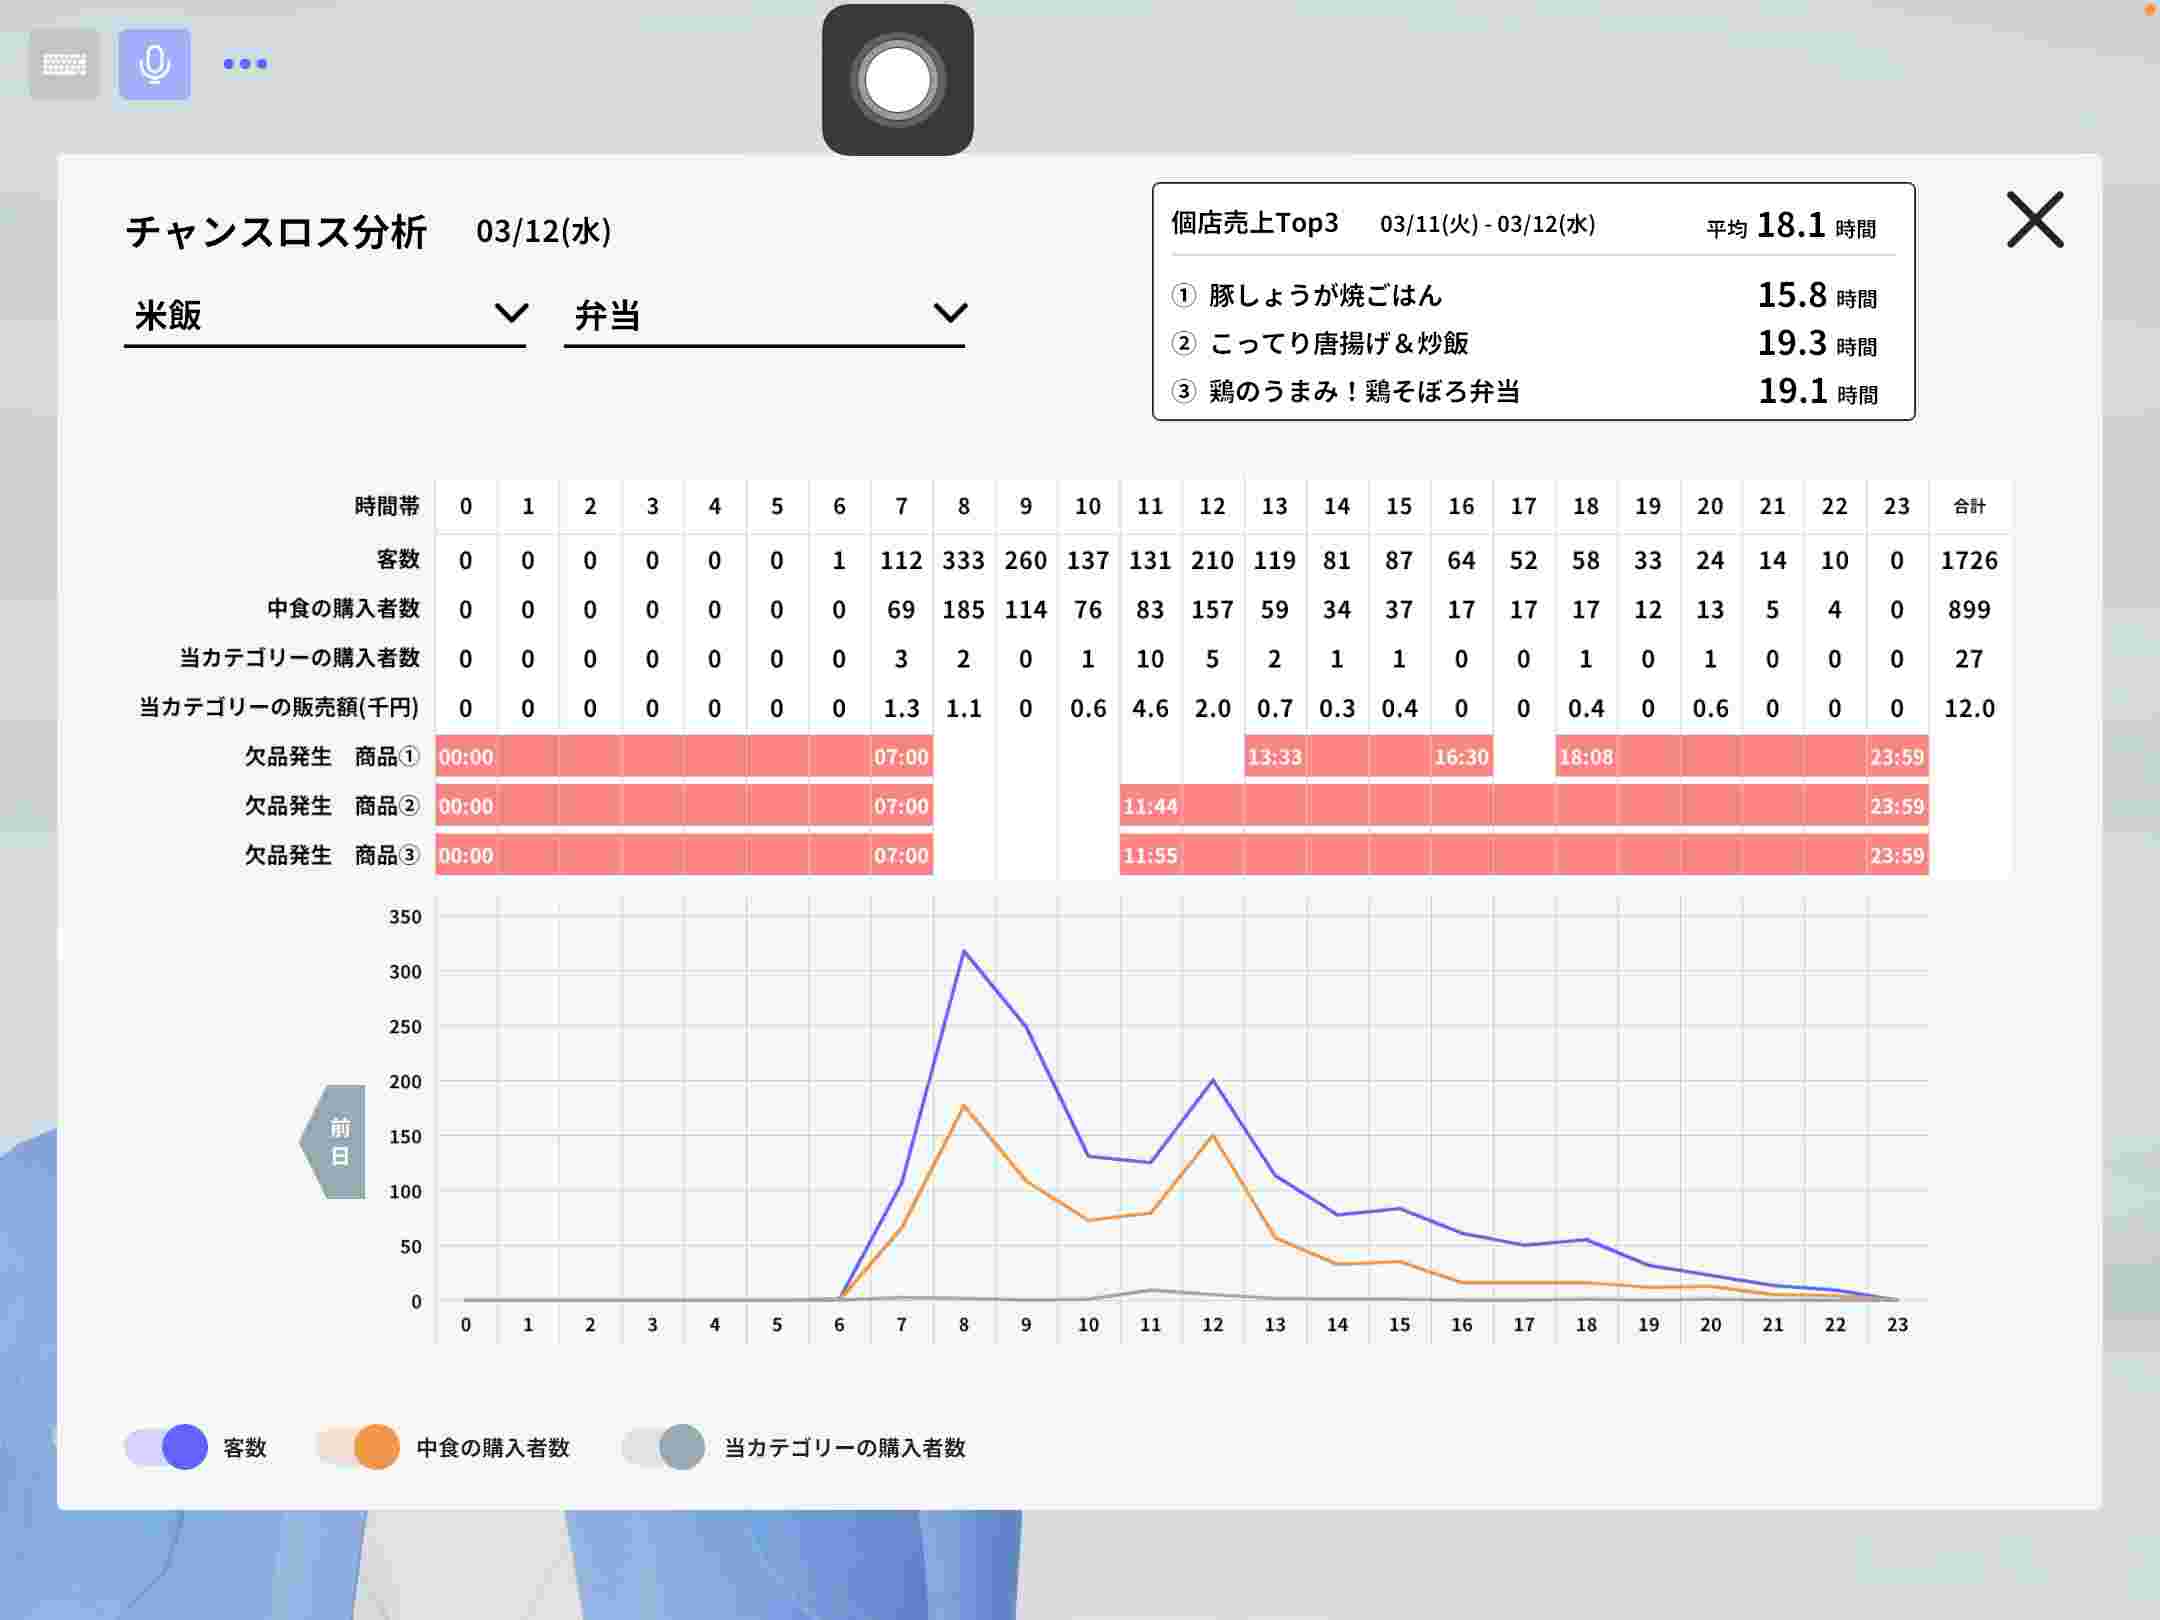 チャンスロス分析 03/12(水)
米飯 弁当
個店売上Top3 03/11(火) - 03/12(水) 平均 18.1 時間
① 豚しょうが焼ごはん 15.8 時間
② こってり唐揚げ＆炒飯 19.3 時間
③ 鶏のうまみ！鶏そぼろ弁当 19.1 時間
時間帯 0 1 2 3 4 5 6 7 8 9 10 11 12 13 14 15 16 17 18 19 20 21 22 23 合計
客数 0 0 0 0 0 0 1 112 333 260 137 131 210 119 81 87 64 52 58 33 24 14 10 0 1726
中食の購入者数 0 0 0 0 0 0 0 69 185 114 76 83 157 59 34 37 17 17 17 12 13 5 4 0 899
当カテゴリーの購入者数 0 0 0 0 0 0 0 3 2 0 1 10 5 2 1 1 0 0 1 0 1 0 0 0 27
当カテゴリーの販売額(千円) 0 0 0 0 0 0 0 1.3 1.1 0 0.6 4.6 2.0 0.7 0.3 0.4 0 0 0.4 0 0.6 0 0 0 12.0
欠品発生 商品① 00:00 07:00 13:33 16:30 18:08 23:59
欠品発生 商品② 00:00 07:00 11:44 23:59
欠品発生 商品③ 00:00 07:00 11:55 23:59
350
300
250
200
150
100
50
0
前日
0 1 2 3 4 5 6 7 8 9 10 11 12 13 14 15 16 17 18 19 20 21 22 23
客数 中食の購入者数 当カテゴリーの購入者数